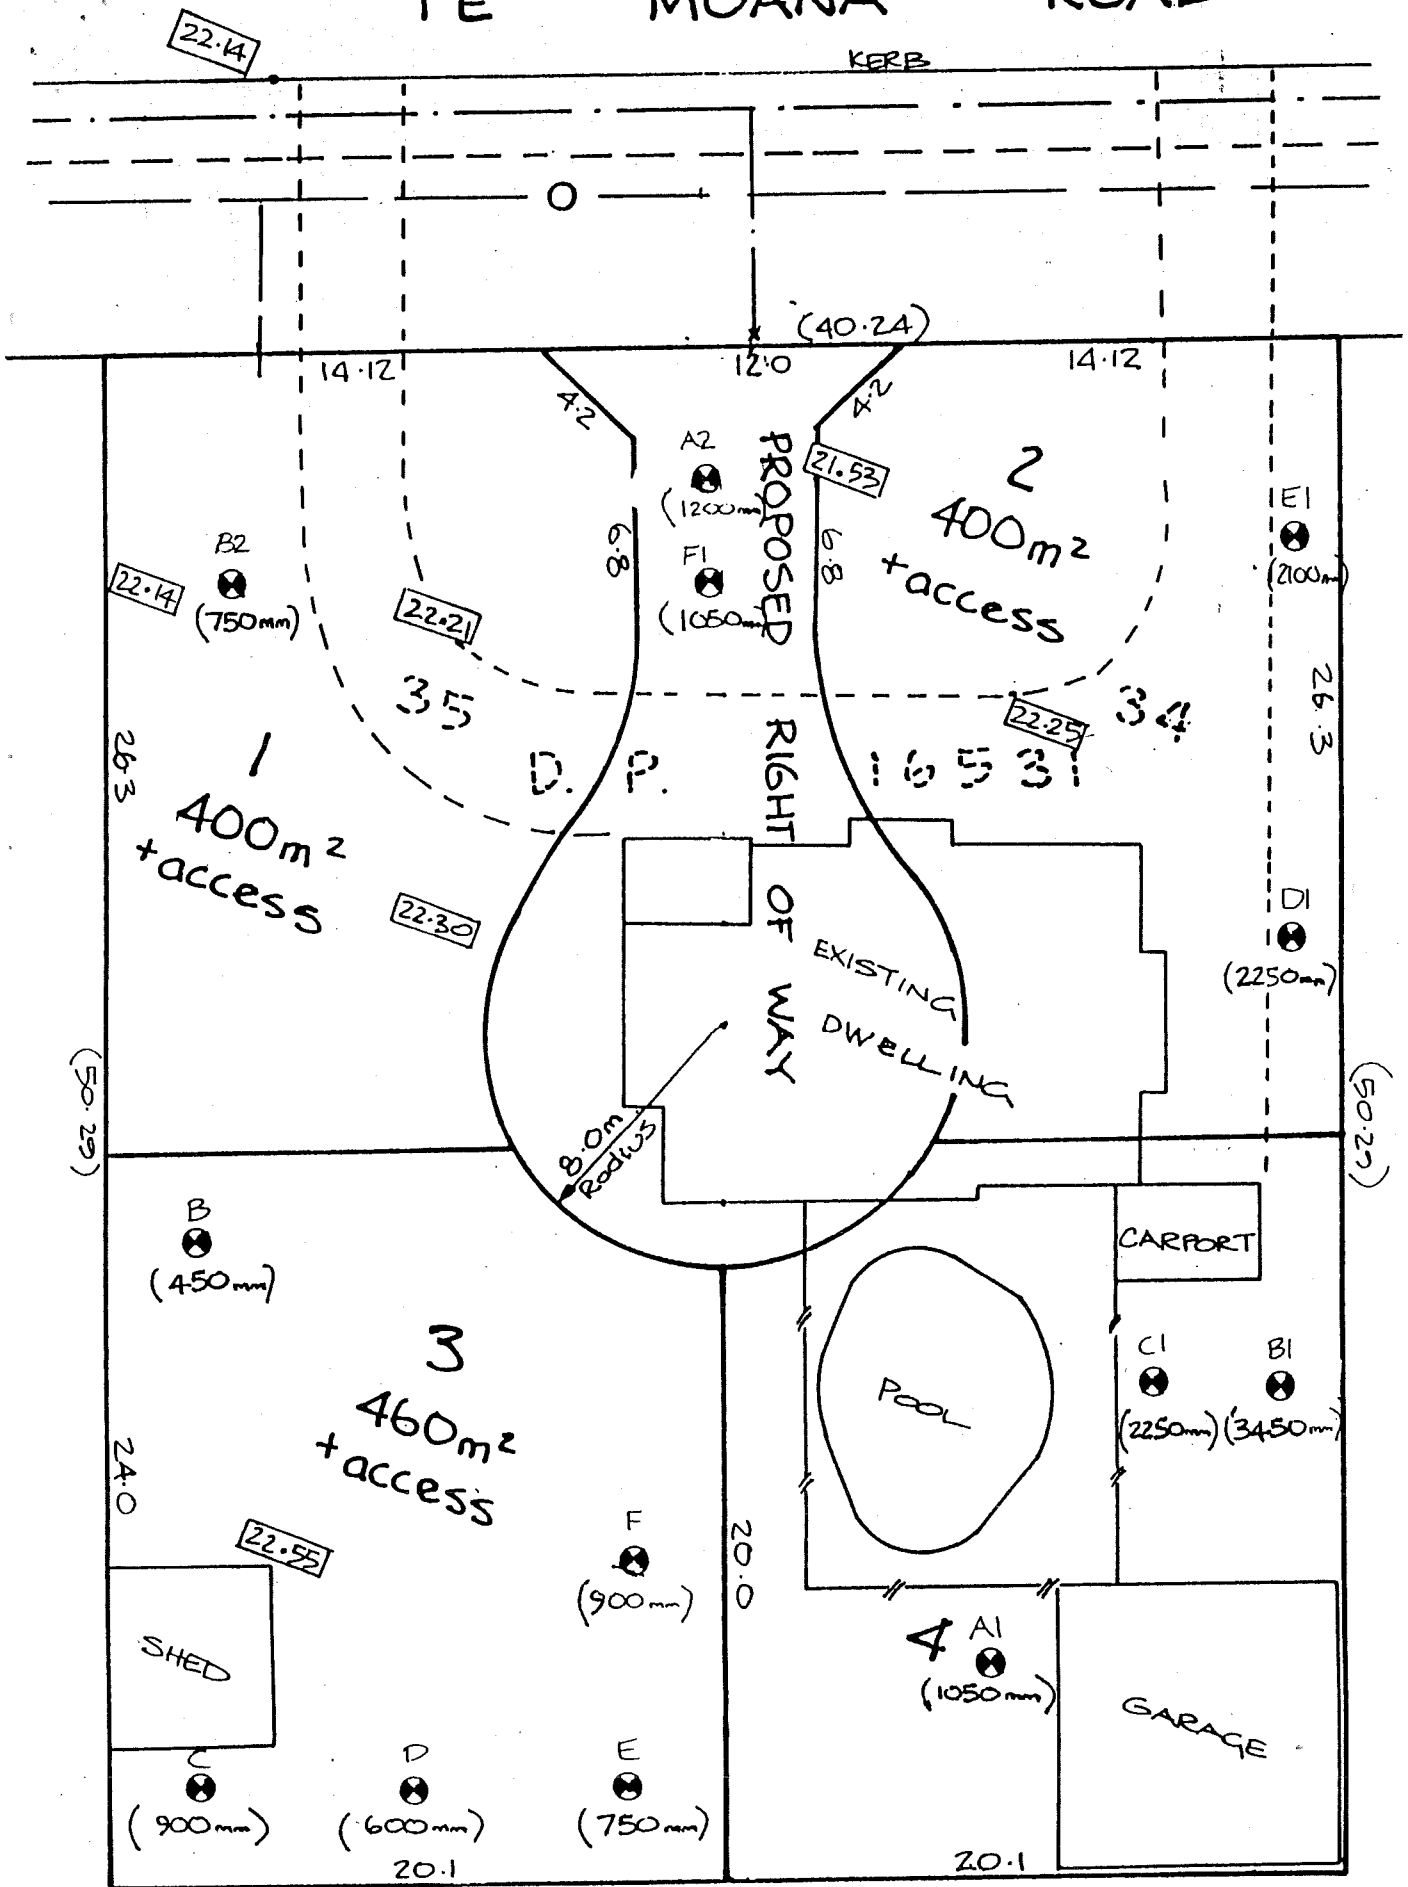 TE MOANA ROAD
22.14
KERB
(40.24)
14.12
12.0
14.12
4.2
4.2
A2
(1200mm)
PROPOSED RIGHT OF WAY
21.53
2
400m²
+access
E1
(2100mm)
B2
(750mm)
22.14
22.21
6.8
F1
(1050mm)
6.8
35
34
22.25
26.3
26.3
D. P. 16531
1
400m²
+access
22.30
EXISTING
DWELLING
D1
(2250mm)
(50.29)
8.0m
Radius
(50.29)
B
(450mm)
CARPORT
3
460m²
+access
POOL
C1
(2250mm)
B1
(3450mm)
24.0
22.55
F
(900mm)
20.0
SHED
4
A1
(1050mm)
GARAGE
C
(900mm)
D
(600mm)
E
(750mm)
20.1
20.1